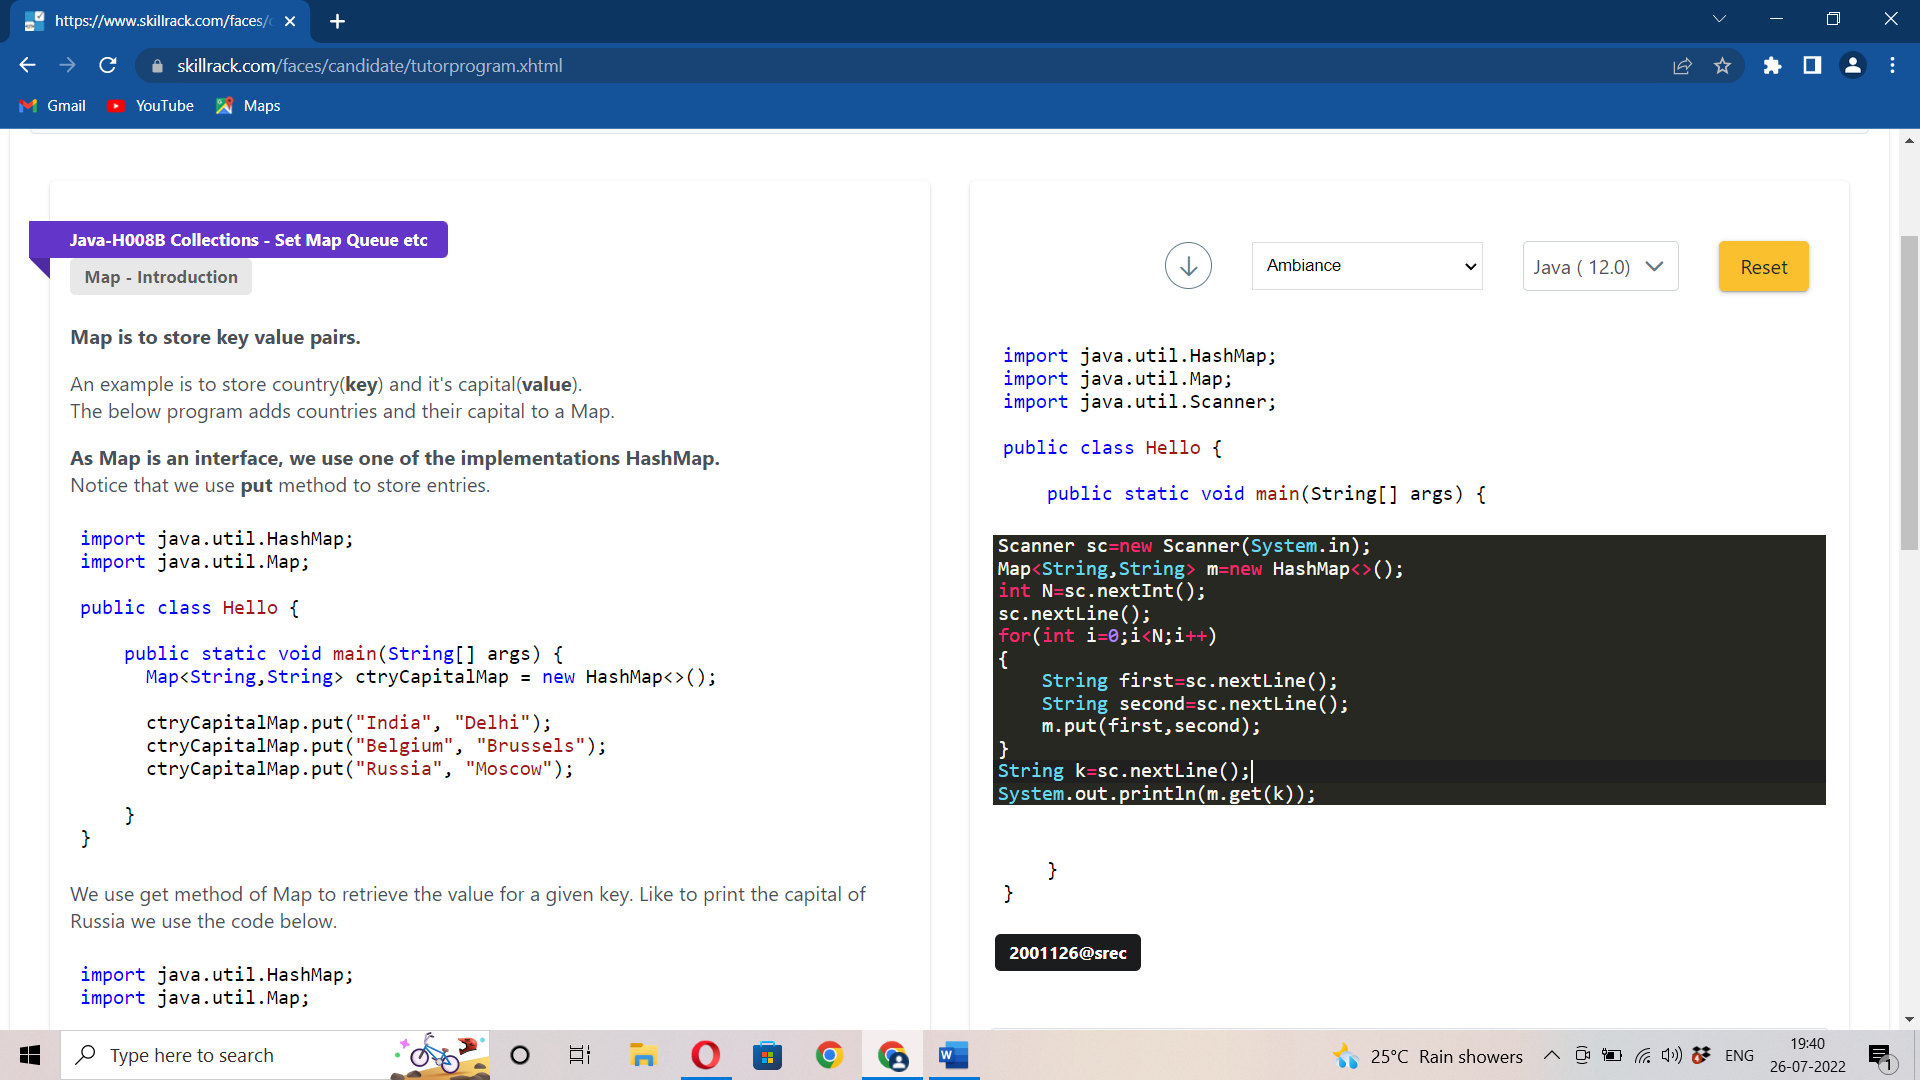 https://www.skillrack.com/faces/c
skillrack.com/faces/candidate/tutorprogram.xhtml
Gmail YouTube Maps
Java-H008B Collections - Set Map Queue etc
Map - Introduction
Map is to store key value pairs.
An example is to store country(key) and it's capital(value).
The below program adds countries and their capital to a Map.
As Map is an interface, we use one of the implementations HashMap.
Notice that we use put method to store entries.
import java.util.HashMap;
import java.util.Map;
public class Hello {
public static void main(String[] args) {
Map<String,String> ctryCapitalMap = new HashMap<>();
ctryCapitalMap.put("India", "Delhi");
ctryCapitalMap.put("Belgium", "Brussels");
ctryCapitalMap.put("Russia", "Moscow");
}
}
We use get method of Map to retrieve the value for a given key. Like to print the capital of
Russia we use the code below.
import java.util.HashMap;
import java.util.Map;
Ambiance
Java ( 12.0)
Reset
import java.util.HashMap;
import java.util.Map;
import java.util.Scanner;
public class Hello {
public static void main(String[] args) {
Scanner sc=new Scanner(System.in);
Map<String,String> m=new HashMap<>();
int N=sc.nextInt();
sc.nextLine();
for(int i=0;i<N;i++)
{
String first=sc.nextLine();
String second=sc.nextLine();
m.put(first,second);
}
String k=sc.nextLine();
System.out.println(m.get(k));
}
}
2001126@srec
Type here to search
25°C Rain showers
ENG
19:40
26-07-2022
1